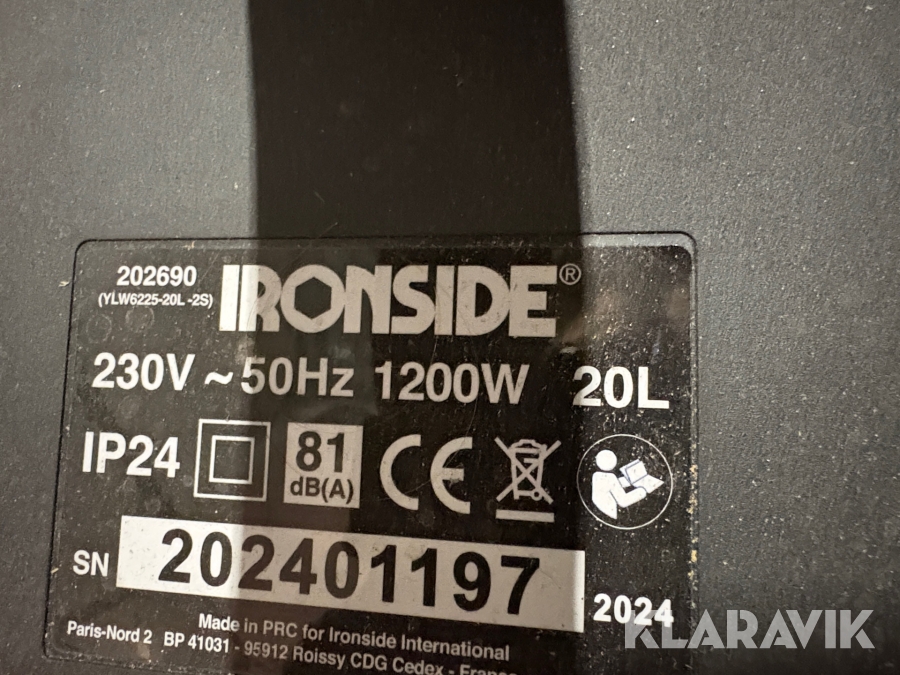 202690
(YLW6225-20L -2S)
IRONSIDE®
230V ~ 50Hz 1200W 20L
IP24
81
dB(A)
CE
SN 202401197
2024
Made in PRC for Ironside International
Paris-Nord 2 BP 41031 - 95912 Roissy CDG Cedex - France
KLARAVIK